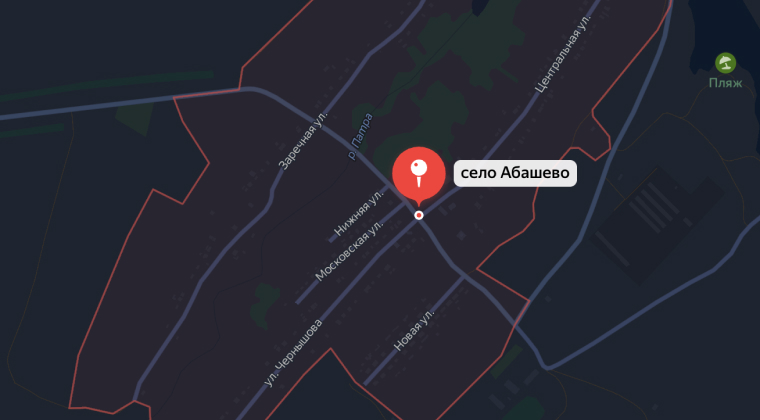 Центральная ул.
Пляж
Заречная ул.
р. Патра
село Абашево
Нижняя ул.
Московская ул.
ул. Чернышова
Новая ул.